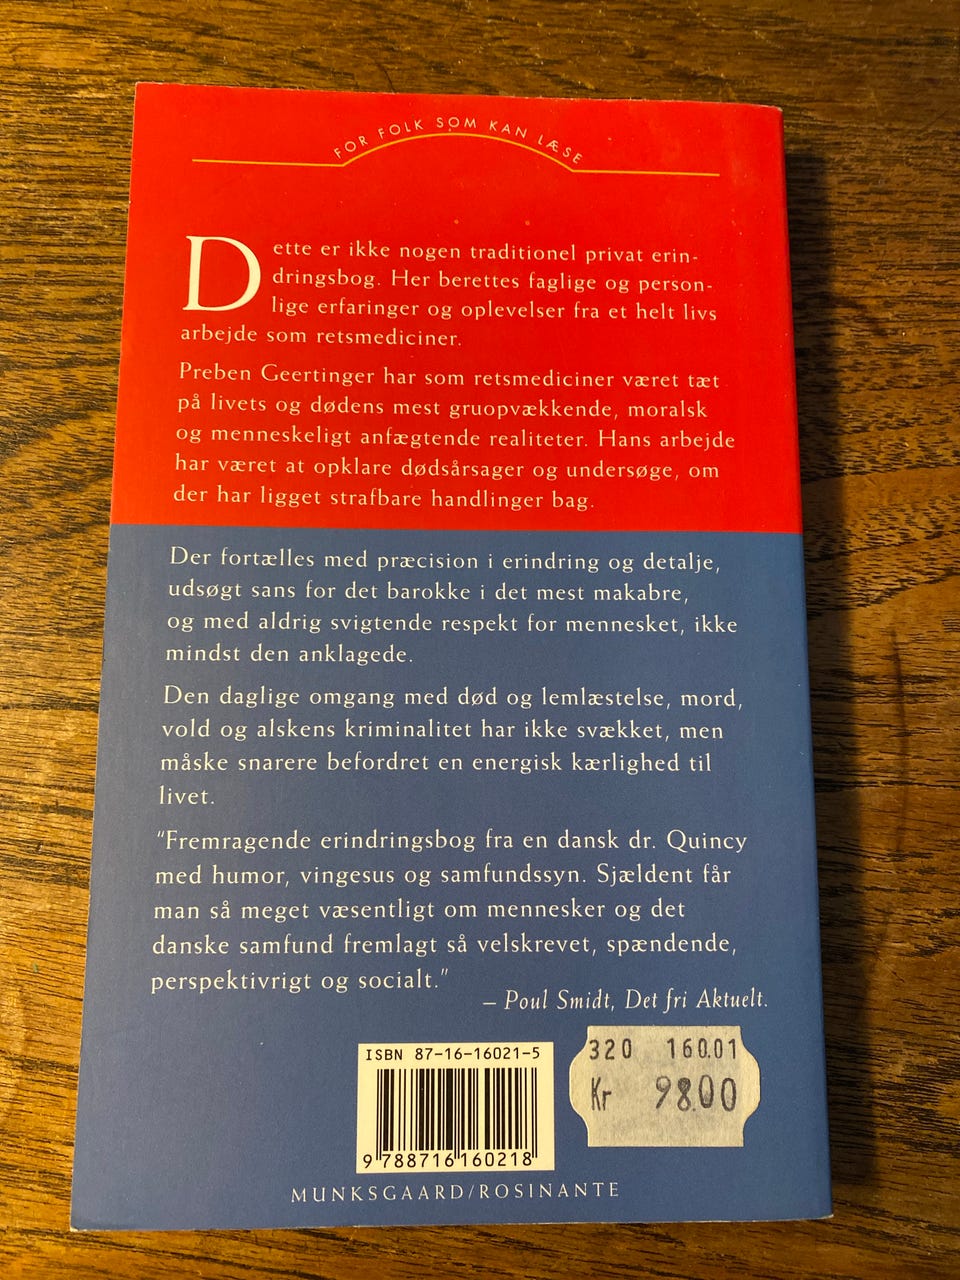 FOR FOLK SOM KAN LÆSE
Dette er ikke nogen traditionel privat erin-
dringsbog. Her berettes faglige og person-
lige erfaringer og oplevelser fra et helt livs
arbejde som retsmediciner.
Preben Geertinger har som retsmediciner været tæt
på livets og dødens mest gruopvækkende, moralsk
og menneskeligt anfægtende realiteter. Hans arbejde
har været at opklare dødsårsager og undersøge, om
der har ligget strafbare handlinger bag.
Der fortælles med præcision i erindring og detalje,
udsøgt sans for det barokke i det mest makabre,
og med aldrig svigtende respekt for mennesket, ikke
mindst den anklagede.
Den daglige omgang med død og lemlæstelse, mord,
vold og alskens kriminalitet har ikke svækket, men
måske snarere befordret en energisk kærlighed til
livet.
"Fremragende erindringsbog fra en dansk dr. Quincy
med humor, vingesus og samfundssyn. Sjældent får
man så meget væsentligt om mennesker og det
danske samfund fremlagt så velskrevet, spændende,
perspektivrigt og socialt."
– Poul Smidt, Det fri Aktuelt.
ISBN 87-16-16021-5
9 788716 160218
320 160.01
Kr 98.00
MUNKSGAARD/ROSINANTE